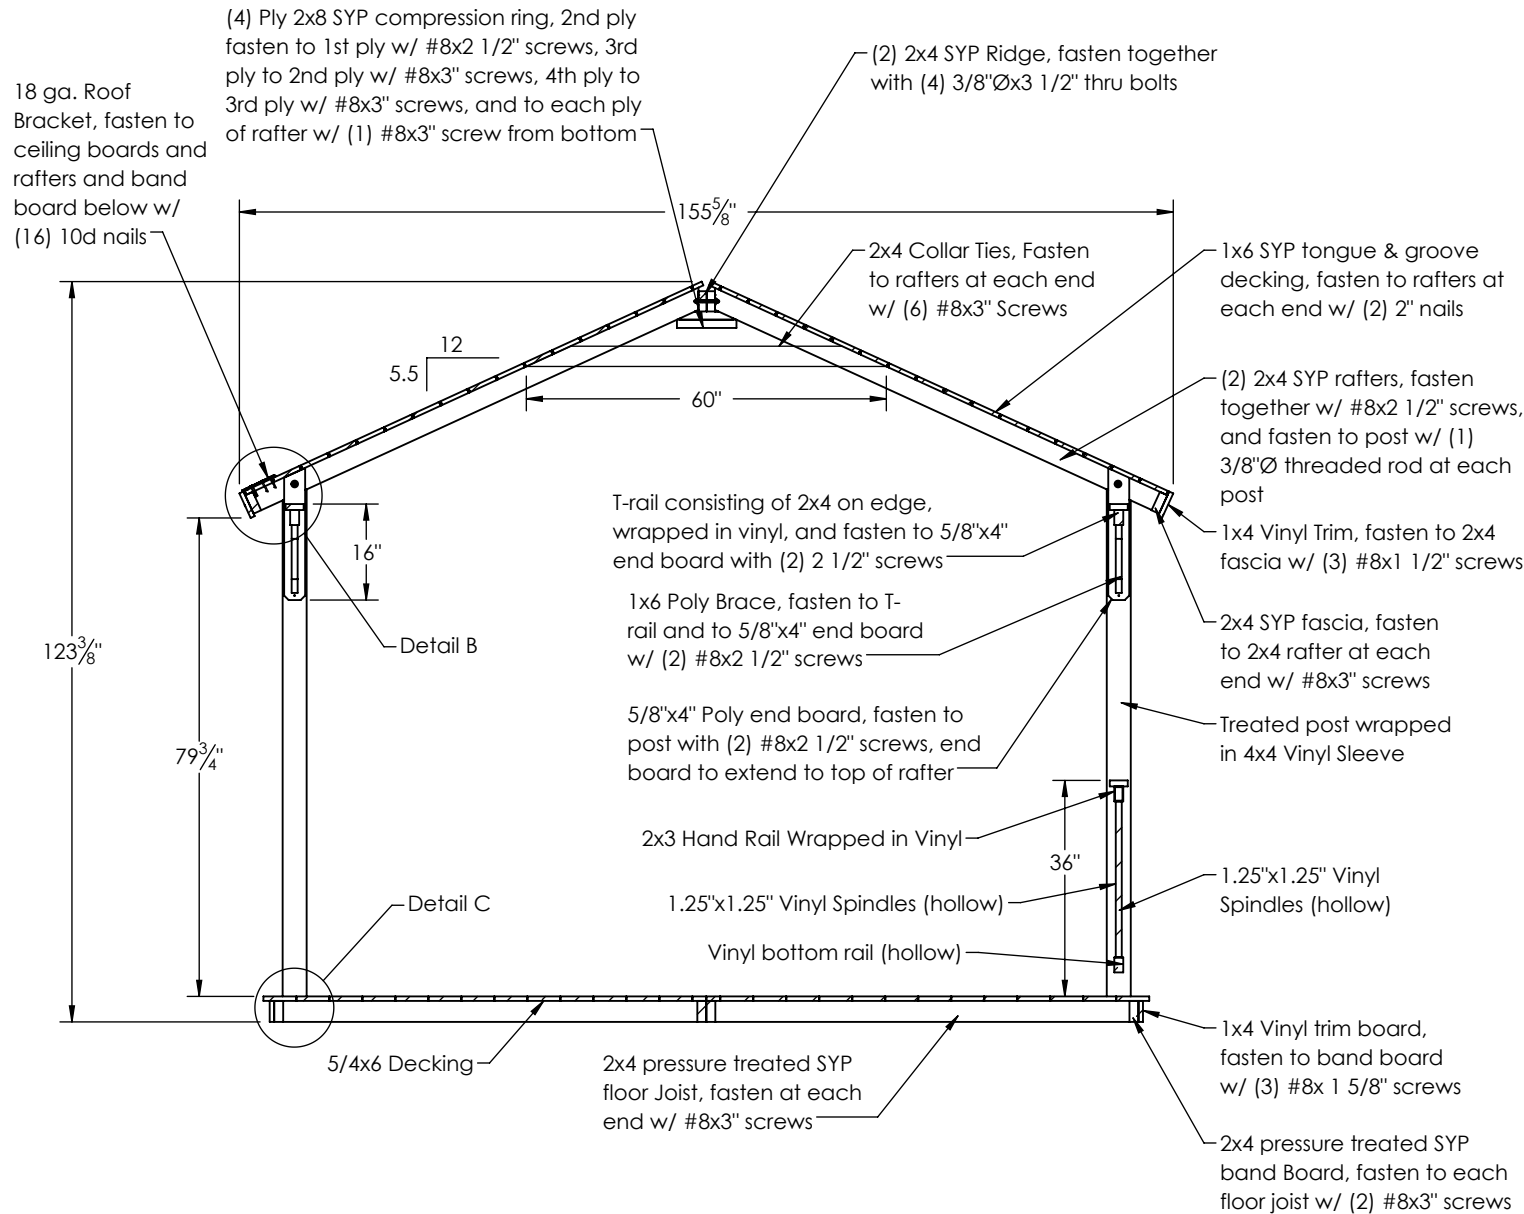 (4) Ply 2x8 SYP compression ring, 2nd ply
fasten to 1st ply w/ #8x2 1/2" screws, 3rd
ply to 2nd ply w/ #8x3" screws, 4th ply to
3rd ply w/ #8x3" screws, and to each ply
of rafter w/ (1) #8x3" screw from bottom
(2) 2x4 SYP Ridge, fasten together
with (4) 3/8"Øx3 1/2" thru bolts
18 ga. Roof
Bracket, fasten to
ceiling boards and
rafters and band
board below w/
(16) 10d nails
155 5/8"
2x4 Collar Ties, Fasten
to rafters at each end
w/ (6) #8x3" Screws
1x6 SYP tongue & groove
decking, fasten to rafters at
each end w/ (2) 2" nails
12
5.5
60"
(2) 2x4 SYP rafters, fasten
together w/ #8x2 1/2" screws,
and fasten to post w/ (1)
3/8"Ø threaded rod at each
post
T-rail consisting of 2x4 on edge,
wrapped in vinyl, and fasten to 5/8"x4"
end board with (2) 2 1/2" screws
1x4 Vinyl Trim, fasten to 2x4
fascia w/ (3) #8x1 1/2" screws
16"
1x6 Poly Brace, fasten to T-
rail and to 5/8"x4" end board
w/ (2) #8x2 1/2" screws
2x4 SYP fascia, fasten
to 2x4 rafter at each
end w/ #8x3" screws
Detail B
123 3/8"
5/8"x4" Poly end board, fasten to
post with (2) #8x2 1/2" screws, end
board to extend to top of rafter
Treated post wrapped
in 4x4 Vinyl Sleeve
79 3/4"
2x3 Hand Rail Wrapped in Vinyl
36"
1.25"x1.25" Vinyl Spindles (hollow)
1.25"x1.25" Vinyl
Spindles (hollow)
Detail C
Vinyl bottom rail (hollow)
5/4x6 Decking
2x4 pressure treated SYP
floor Joist, fasten at each
end w/ #8x3" screws
1x4 Vinyl trim board,
fasten to band board
w/ (3) #8x 1 5/8" screws
2x4 pressure treated SYP
band Board, fasten to each
floor joist w/ (2) #8x3" screws